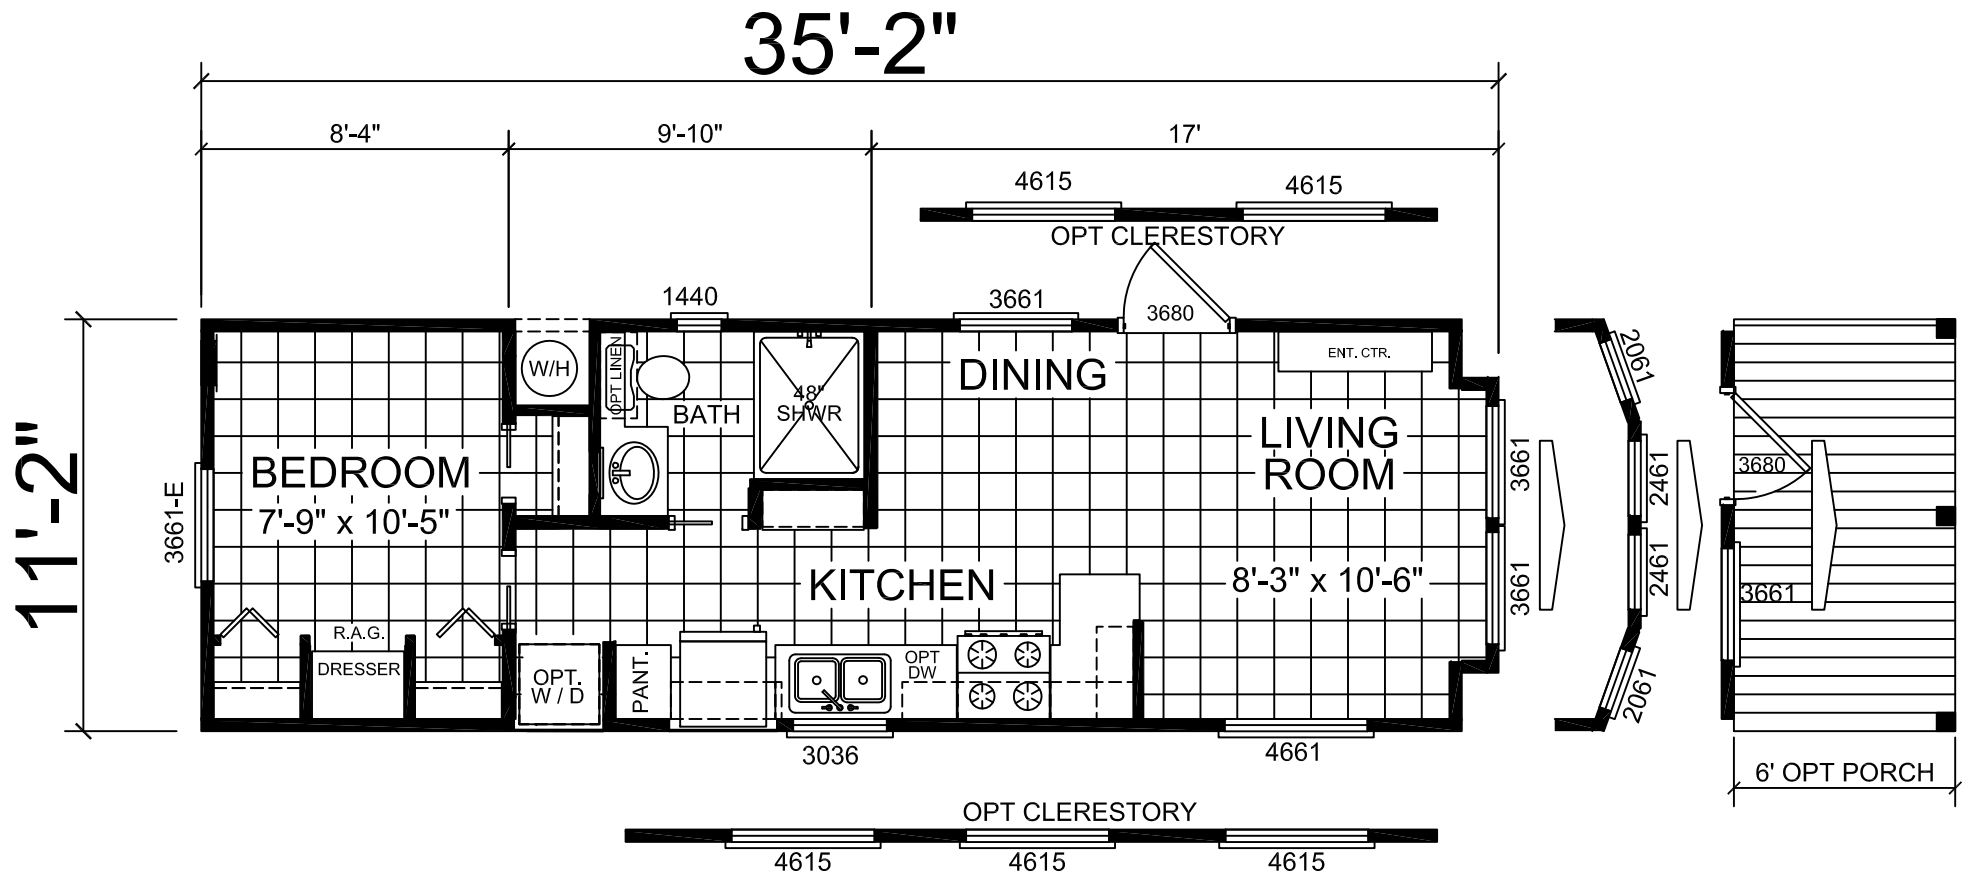 35'-2"
8'-4"
9'-10"
17'
4615
4615
OPT CLERESTORY
1440
3661
3680
11'-2"
3661-E
W/H
OPT LINEN
BATH
48"
SHWR
DINING
ENT. CTR.
BEDROOM
7'-9" x 10'-5"
LIVING
ROOM
KITCHEN
8'-3" x 10'-6"
3661
3661
R.A.G.
DRESSER
OPT.
W / D
PANT.
OPT
DW
3036
4661
2061
2461
2461
2061
3680
3661
6' OPT PORCH
OPT CLERESTORY
4615
4615
4615